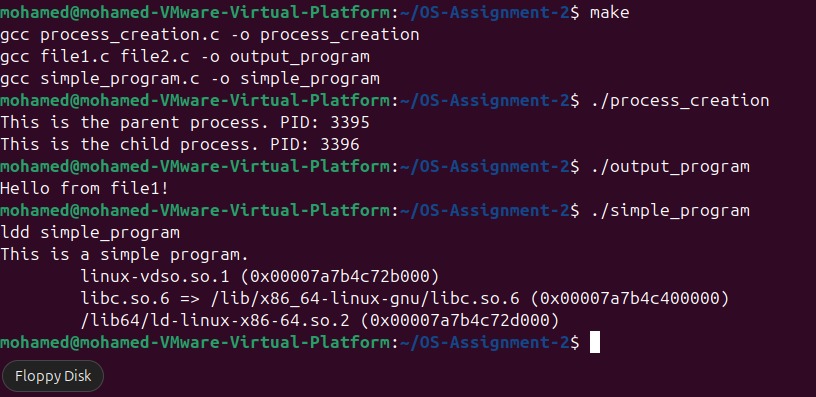 mohamed@mohamed-VMware-Virtual-Platform:~/OS-Assignment-2$ make
gcc process_creation.c -o process_creation
gcc file1.c file2.c -o output_program
gcc simple_program.c -o simple_program
mohamed@mohamed-VMware-Virtual-Platform:~/OS-Assignment-2$ ./process_creation
This is the parent process. PID: 3395
This is the child process. PID: 3396
mohamed@mohamed-VMware-Virtual-Platform:~/OS-Assignment-2$ ./output_program
Hello from file1!
mohamed@mohamed-VMware-Virtual-Platform:~/OS-Assignment-2$ ./simple_program
ldd simple_program
This is a simple program.
linux-vdso.so.1 (0x00007a7b4c72b000)
libc.so.6 => /lib/x86_64-linux-gnu/libc.so.6 (0x00007a7b4c400000)
/lib64/ld-linux-x86-64.so.2 (0x00007a7b4c72d000)
mohamed@mohamed-VMware-Virtual-Platform:~/OS-Assignment-2$
Floppy Disk